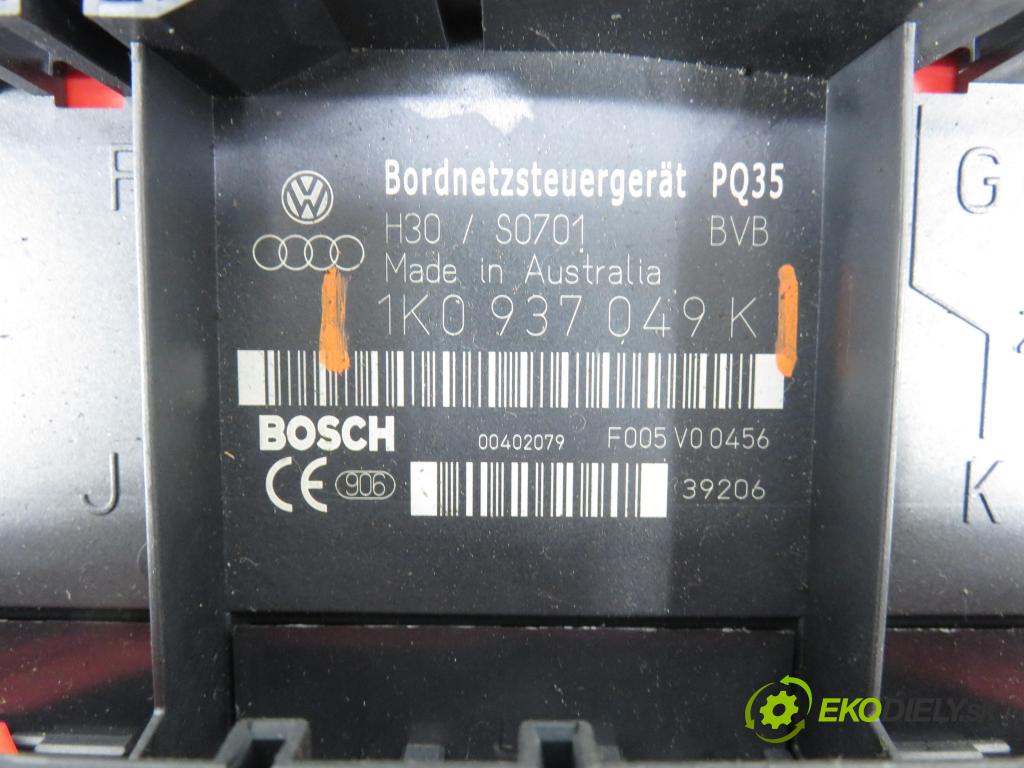 Bordnetzsteuergerät PQ35
H30 / S0701 BVB
Made in Australia
1K0 937 049 K
BOSCH 00402079 F005 V0 0456
CE 906 39206
F
G
J
K
EKODIELY.SK